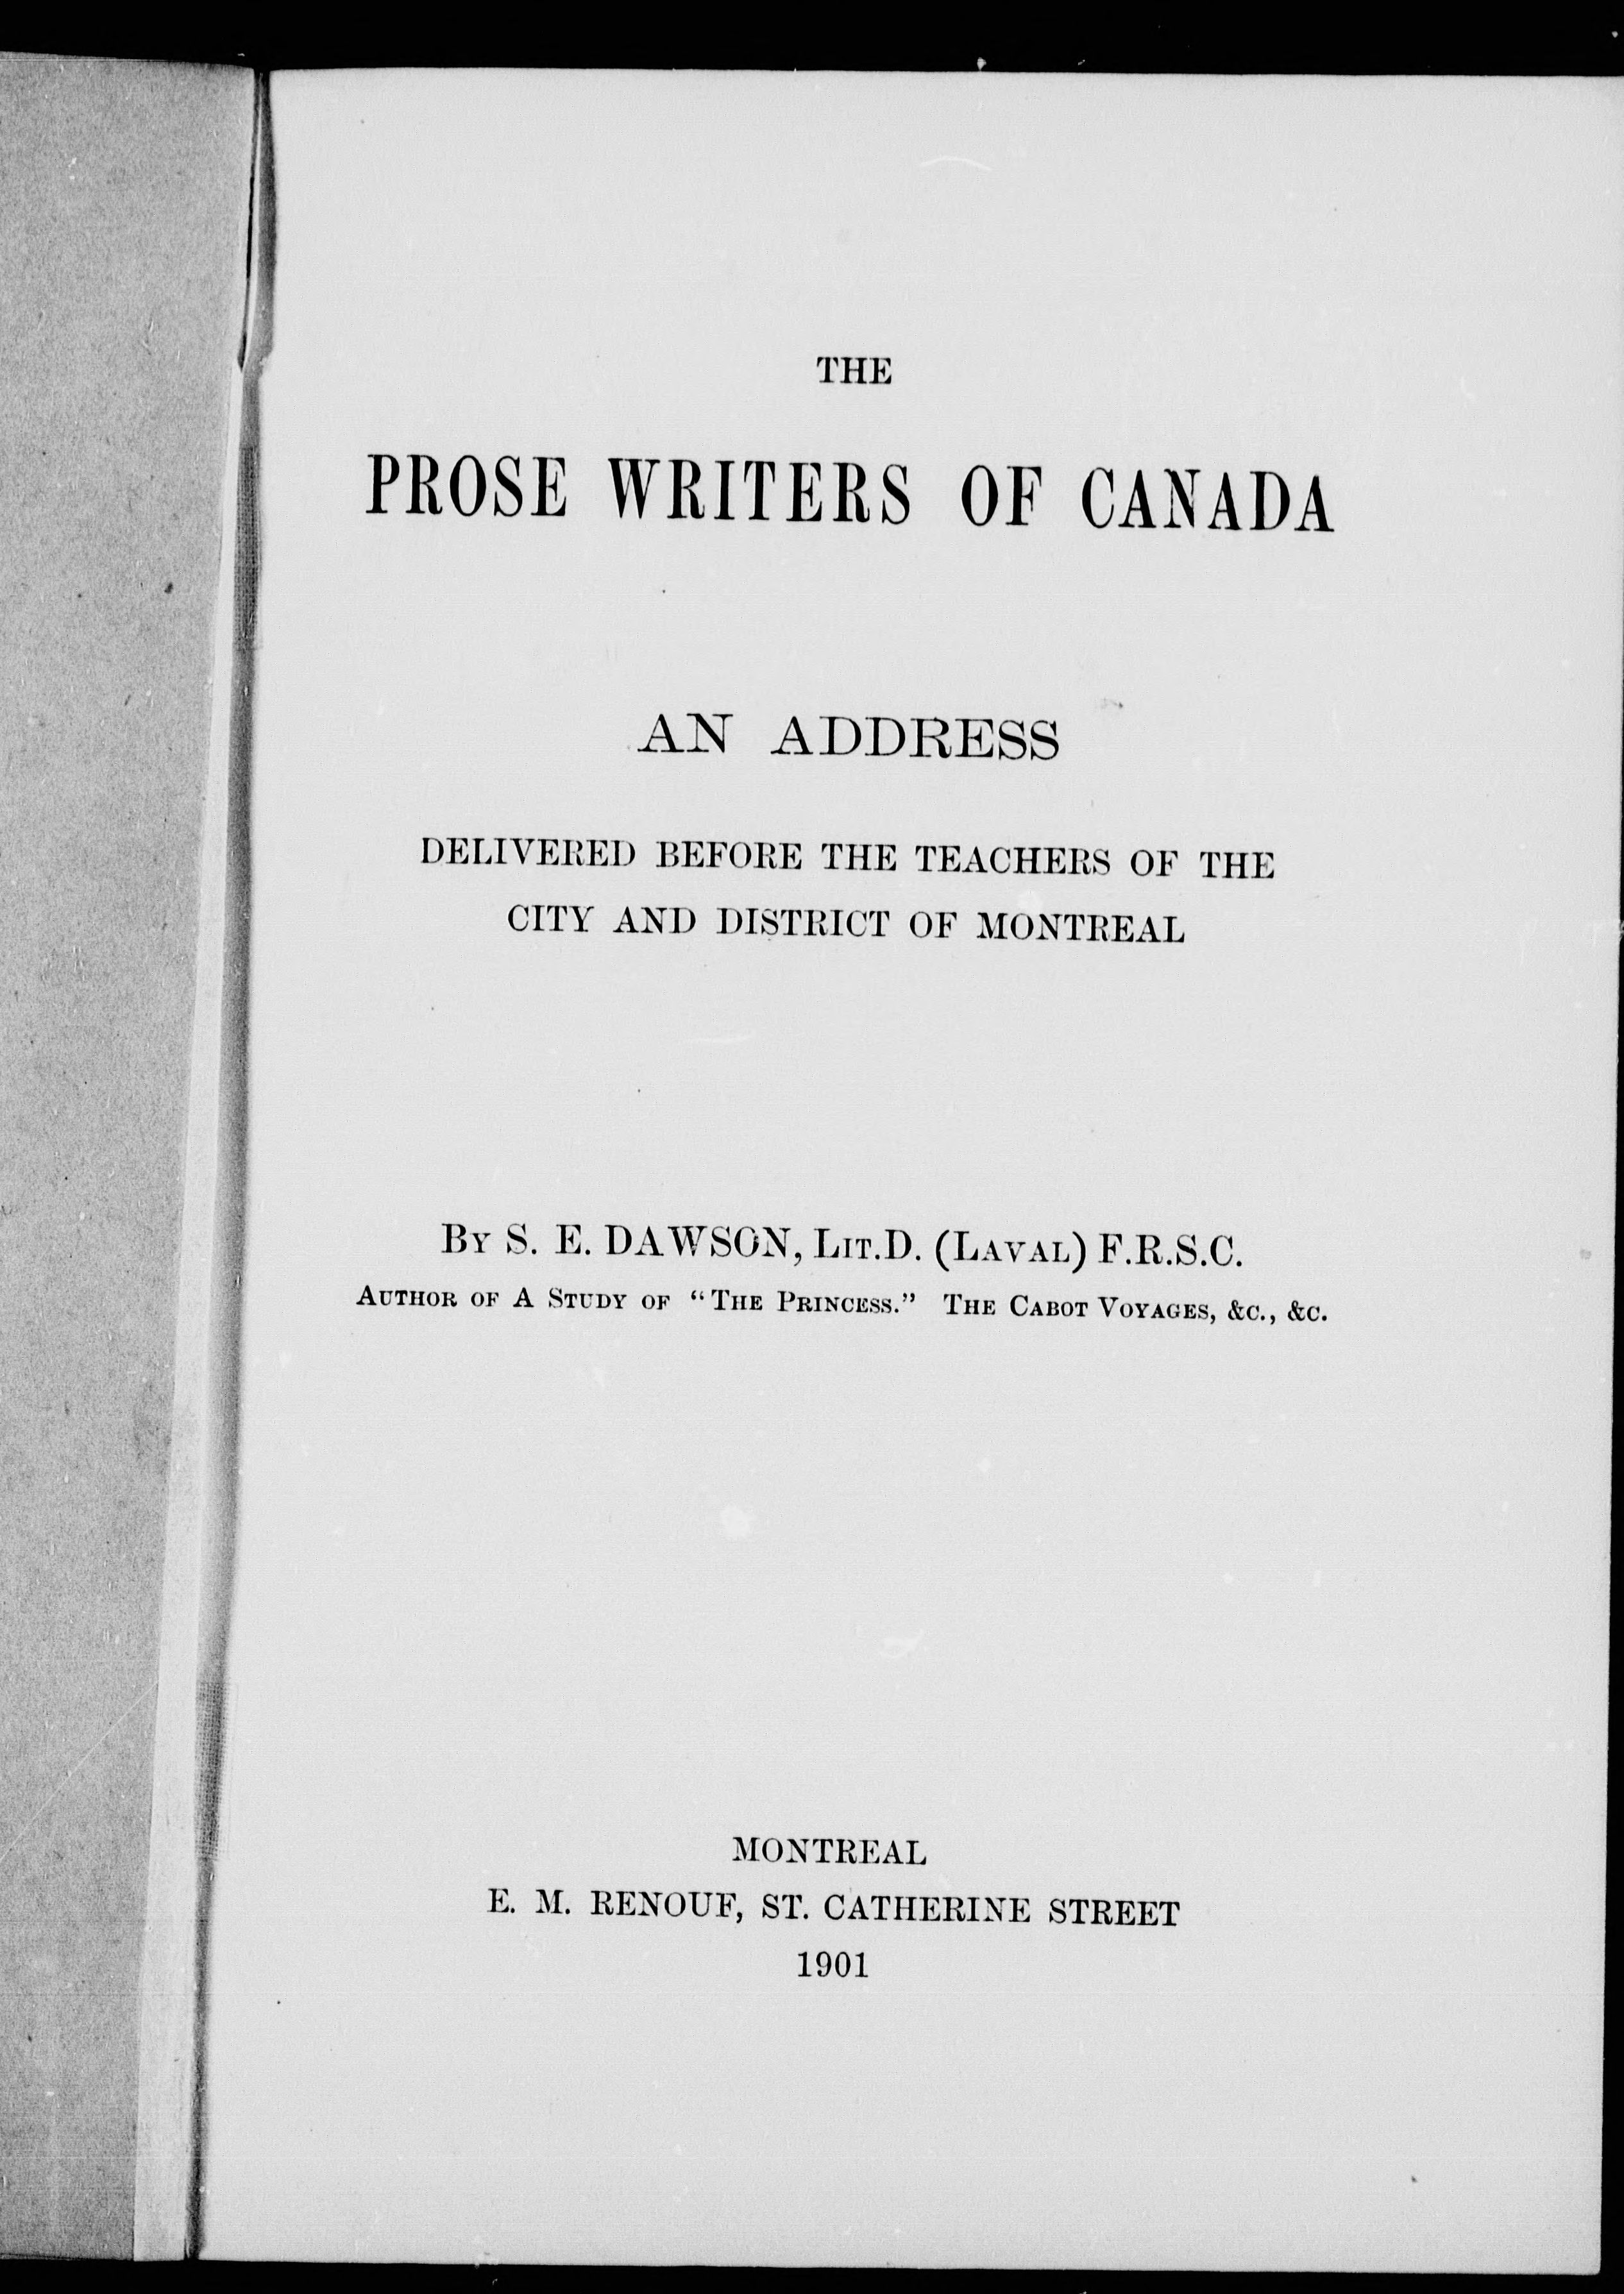 THE
PROSE WRITERS OF CANADA
AN ADDRESS
DELIVERED BEFORE THE TEACHERS OF THE
CITY AND DISTRICT OF MONTREAL
BY S. E. DAWSON, LIT.D. (LAVAL) F.R.S.C.
AUTHOR OF A STUDY OF “THE PRINCESS.” THE CABOT VOYAGES, &C., &C.
MONTREAL
E. M. RENOUF, ST. CATHERINE STREET
1901